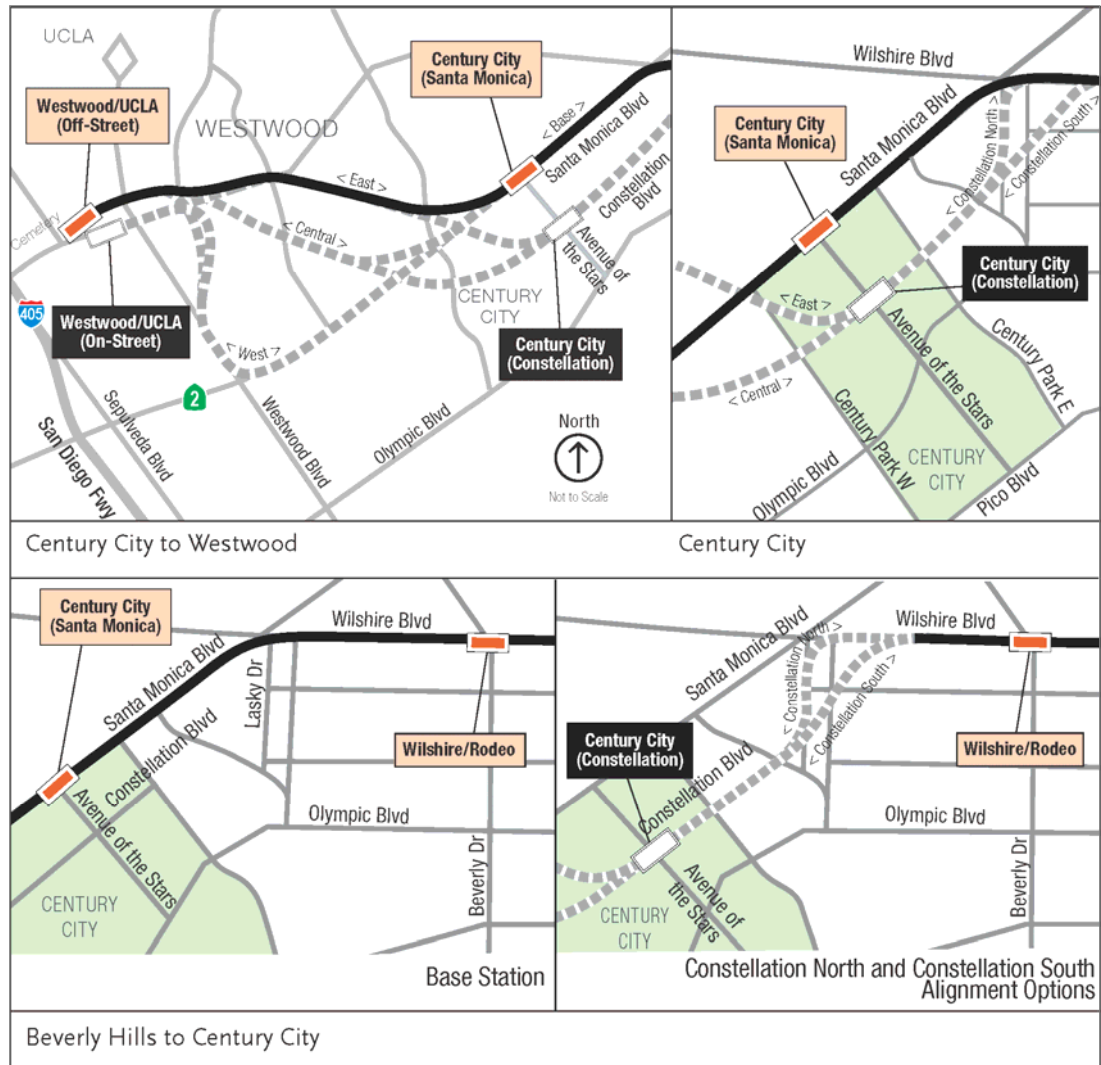 UCLA
Westwood/UCLA
(Off-Street)
WESTWOOD
Century City
(Santa Monica)
< Base >
Santa Monica Blvd
Constellation
Blvd
< East >
< Central >
Cemetery
Avenue of
the Stars
405
Westwood/UCLA
(On-Street)
CENTURY
CITY
< West >
Century City
(Constellation)
2
San Diego Fwy
Sepulveda Blvd
Westwood Blvd
Olympic Blvd
North
Not to Scale
Century City to Westwood
Wilshire Blvd
Century City
(Santa Monica)
Santa Monica Blvd
< Constellation North >
< Constellation South >
Century City
(Constellation)
< East >
< Central >
Avenue of the Stars
Century Park E
Century Park W
CENTURY
CITY
Olympic Blvd
Pico Blvd
Century City
Century City
(Santa Monica)
Wilshire Blvd
Santa Monica Blvd
Lasky Dr
Constellation Blvd
Wilshire/Rodeo
Avenue of the Stars
Olympic Blvd
Beverly Dr
CENTURY
CITY
Base Station
Wilshire Blvd
Santa Monica Blvd
< Constellation North >
< Constellation South >
Century City
(Constellation)
Wilshire/Rodeo
Constellation Blvd
Olympic Blvd
Avenue of
the Stars
Beverly Dr
CENTURY
CITY
Constellation North and Constellation South
Alignment Options
Beverly Hills to Century City